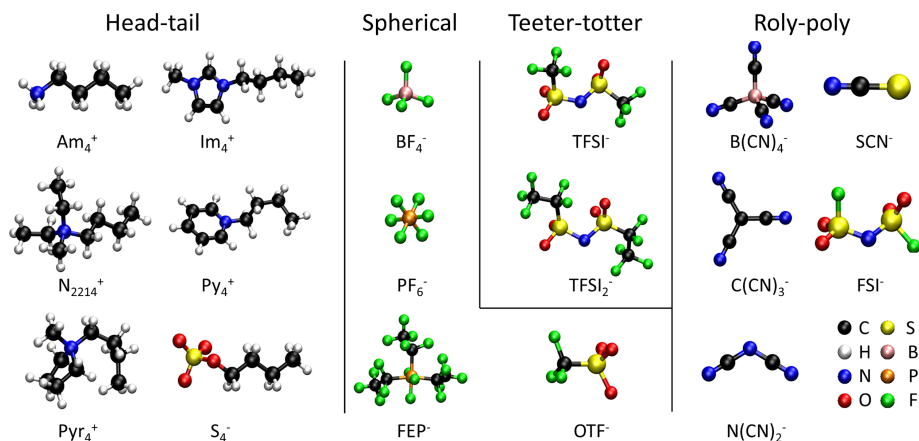 Head-tail Spherical Teeter-totter Roly-poly
Am₄⁺ Im₄⁺ BF₄⁻ TFSI⁻ B(CN)₄⁻ SCN⁻
N₂₂₁₄⁺ Py₄⁺ PF₆⁻ TFSI₂⁻ C(CN)₃⁻ FSI⁻
C S
H B
N P
O F
Pyr₄⁺ S₄⁻ FEP⁻ OTF⁻ N(CN)₂⁻